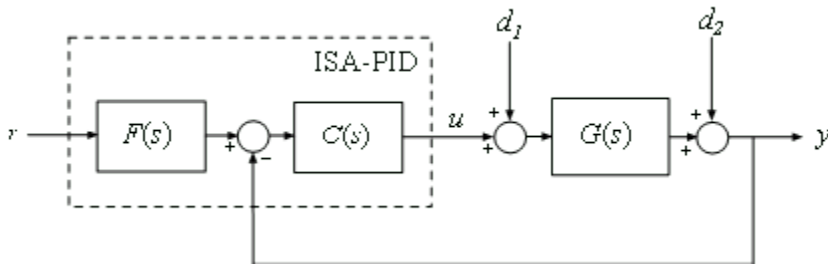 d₁
d₂
ISA-PID
r
F(s)
+
−
C(s)
u
+
+
G(s)
+
+
y